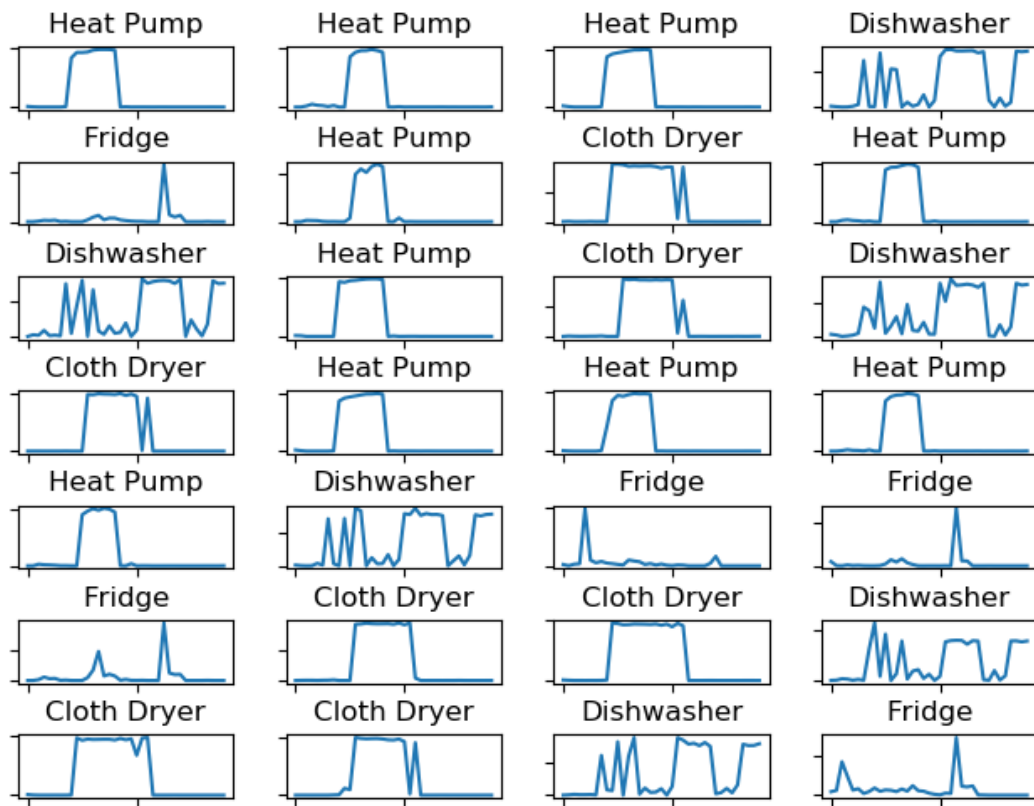 Heat Pump Heat Pump Heat Pump Dishwasher
Fridge Heat Pump Cloth Dryer Heat Pump
Dishwasher Heat Pump Cloth Dryer Dishwasher
Cloth Dryer Heat Pump Heat Pump Heat Pump
Heat Pump Dishwasher Fridge Fridge
Fridge Cloth Dryer Cloth Dryer Dishwasher
Cloth Dryer Cloth Dryer Dishwasher Fridge